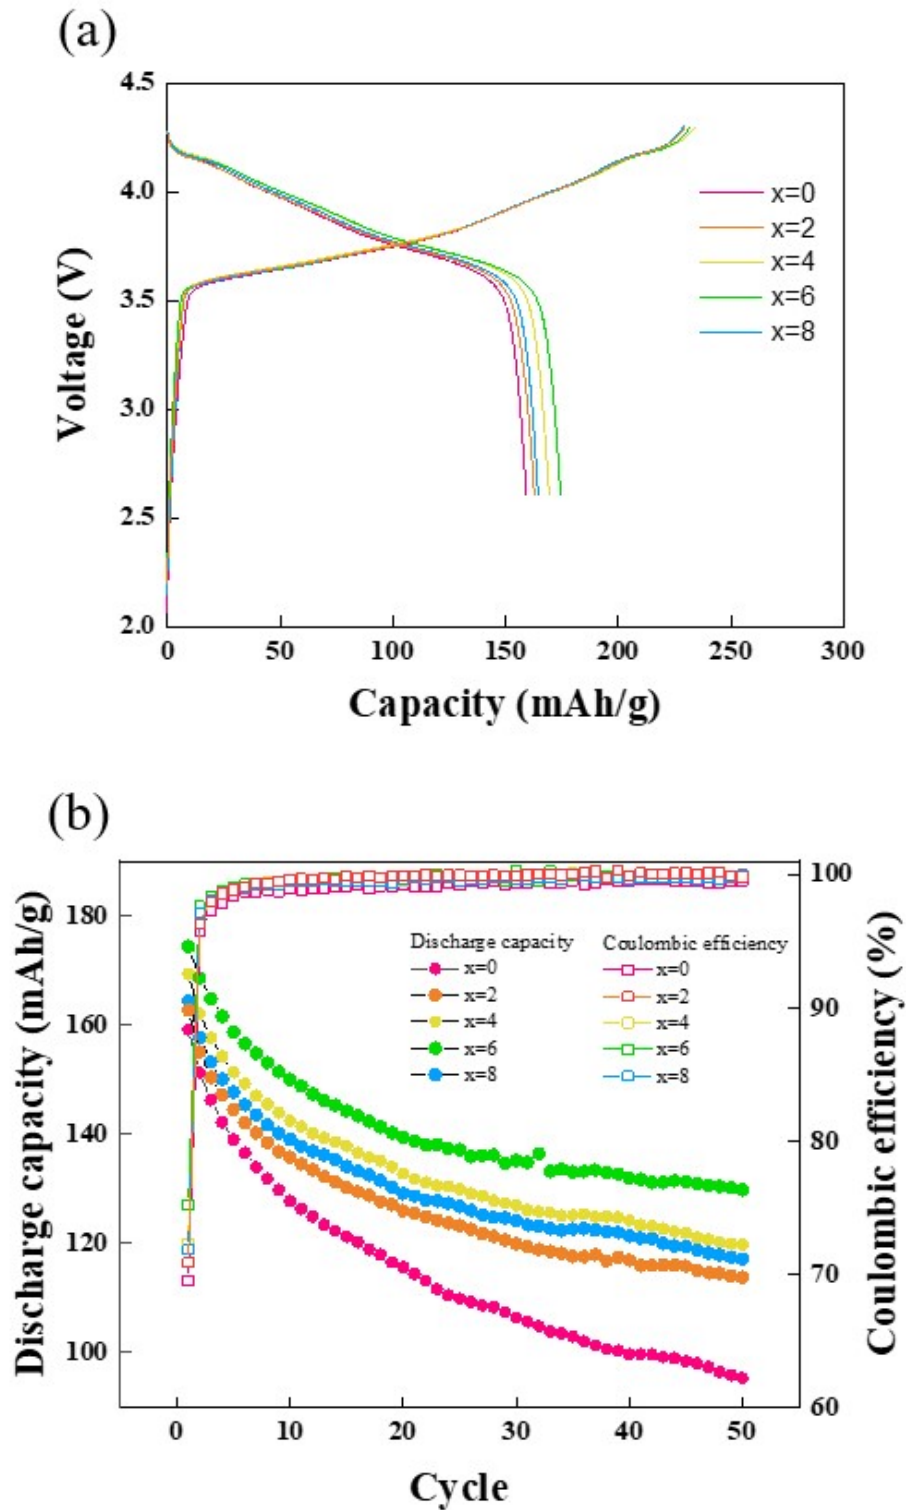 (a)
4.5
4.0
3.5
3.0
2.5
2.0
Voltage (V)
x=0
x=2
x=4
x=6
x=8
0 50 100 150 200 250 300
Capacity (mAh/g)
(b)
180
160
140
120
100
Discharge capacity (mAh/g)
Discharge capacity
x=0
x=2
x=4
x=6
x=8
Coulombic efficiency
x=0
x=2
x=4
x=6
x=8
100
90
80
70
60
Coulombic efficiency (%)
0 10 20 30 40 50
Cycle